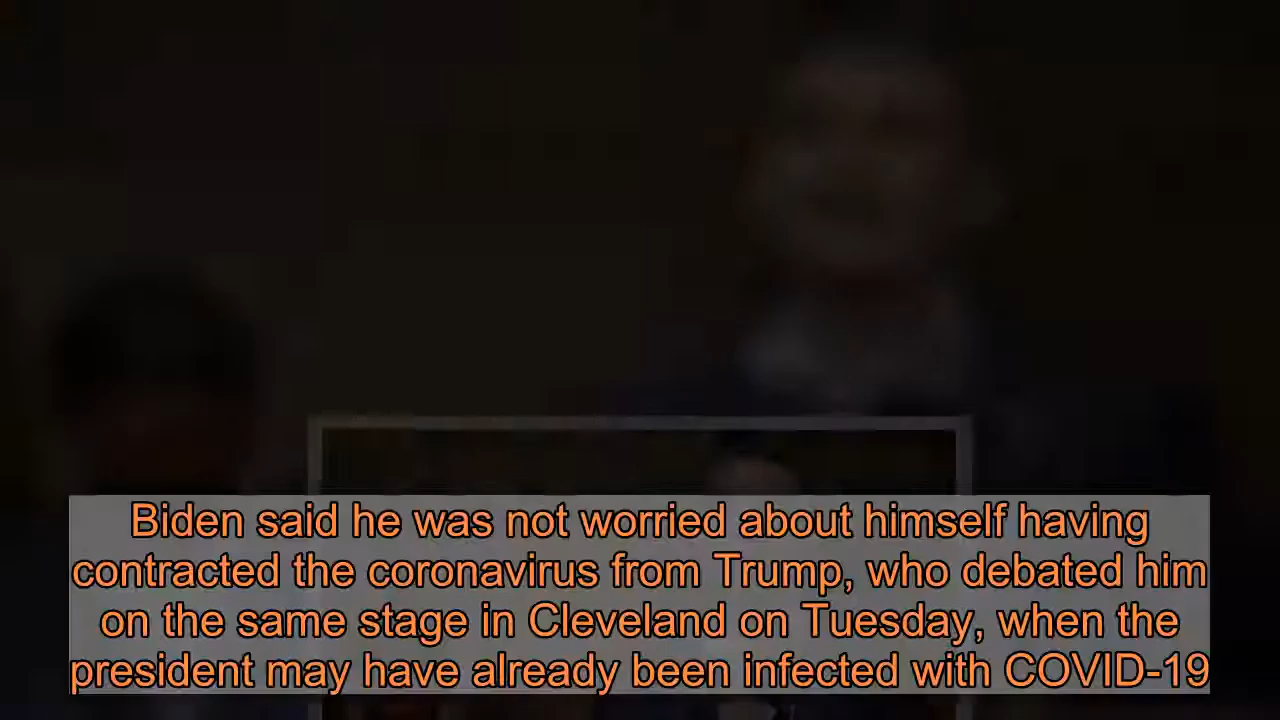 Biden said he was not worried about himself having
contracted the coronavirus from Trump, who debated him
on the same stage in Cleveland on Tuesday, when the
president may have already been infected with COVID-19